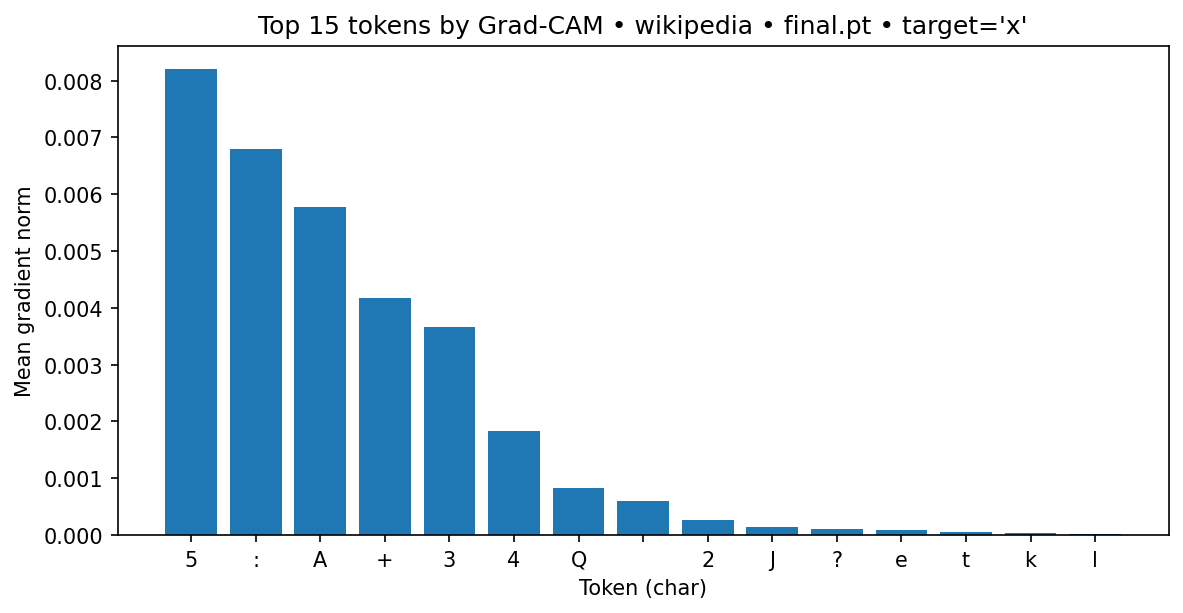 Top 15 tokens by Grad-CAM • wikipedia • final.pt • target='x'
Mean gradient norm
0.008
0.007
0.006
0.005
0.004
0.003
0.002
0.001
0.000
5 : A + 3 4 Q 2 J ? e t k l
Token (char)